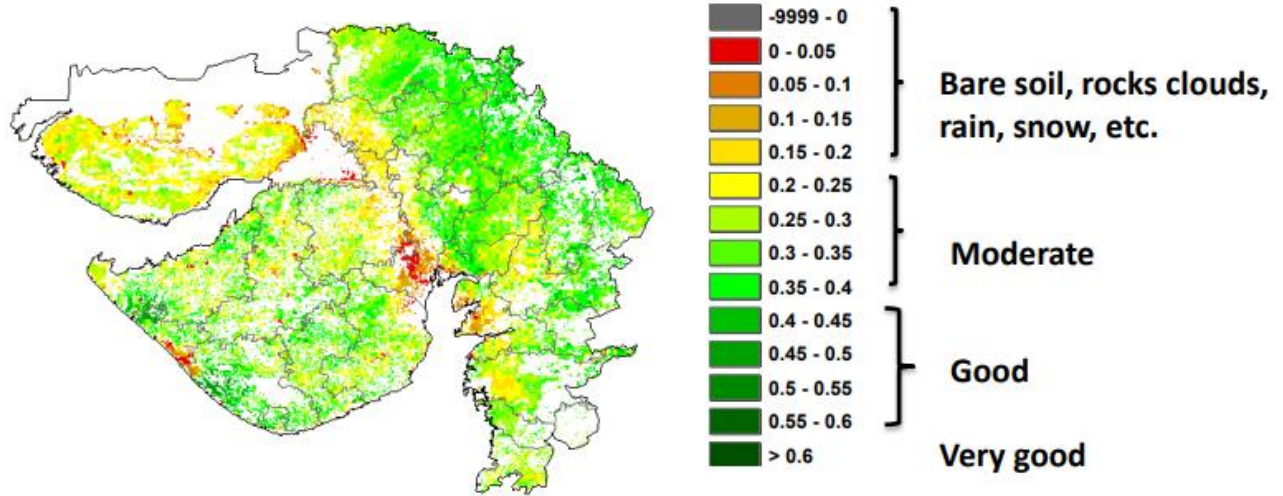 -9999 - 0
0 - 0.05
0.05 - 0.1
0.1 - 0.15
0.15 - 0.2
0.2 - 0.25
0.25 - 0.3
0.3 - 0.35
0.35 - 0.4
0.4 - 0.45
0.45 - 0.5
0.5 - 0.55
0.55 - 0.6
> 0.6
Bare soil, rocks clouds,
rain, snow, etc.
Moderate
Good
Very good